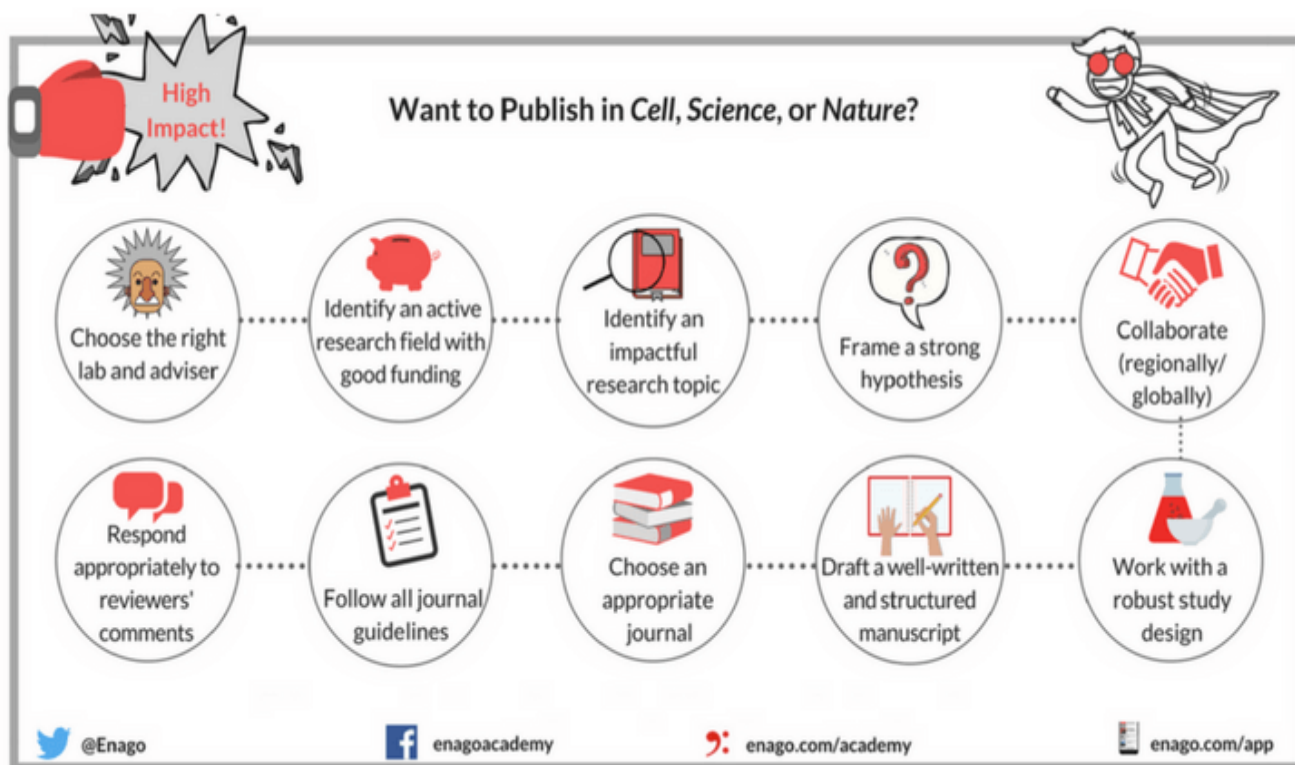 High
Impact!
Want to Publish in Cell, Science, or Nature?
Choose the right
lab and adviser
Identify an active
research field with
good funding
Identify an
impactful
research topic
Frame a strong
hypothesis
Collaborate
(regionally/
globally)
Work with a
robust study
design
Draft a well-written
and structured
manuscript
Choose an
appropriate
journal
Follow all journal
guidelines
Respond
appropriately to
reviewers'
comments
@Enago
enagoacademy
enago.com/academy
enago.com/app